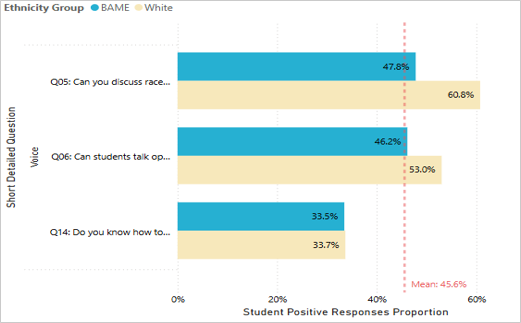 Ethnicity Group BAME White
Short Detailed Question
Voice
Q05: Can you discuss race...
47.8%
60.8%
Q06: Can students talk op...
46.2%
53.0%
Q14: Do you know how to...
33.5%
33.7%
Mean: 45.6%
0% 20% 40% 60%
Student Positive Responses Proportion